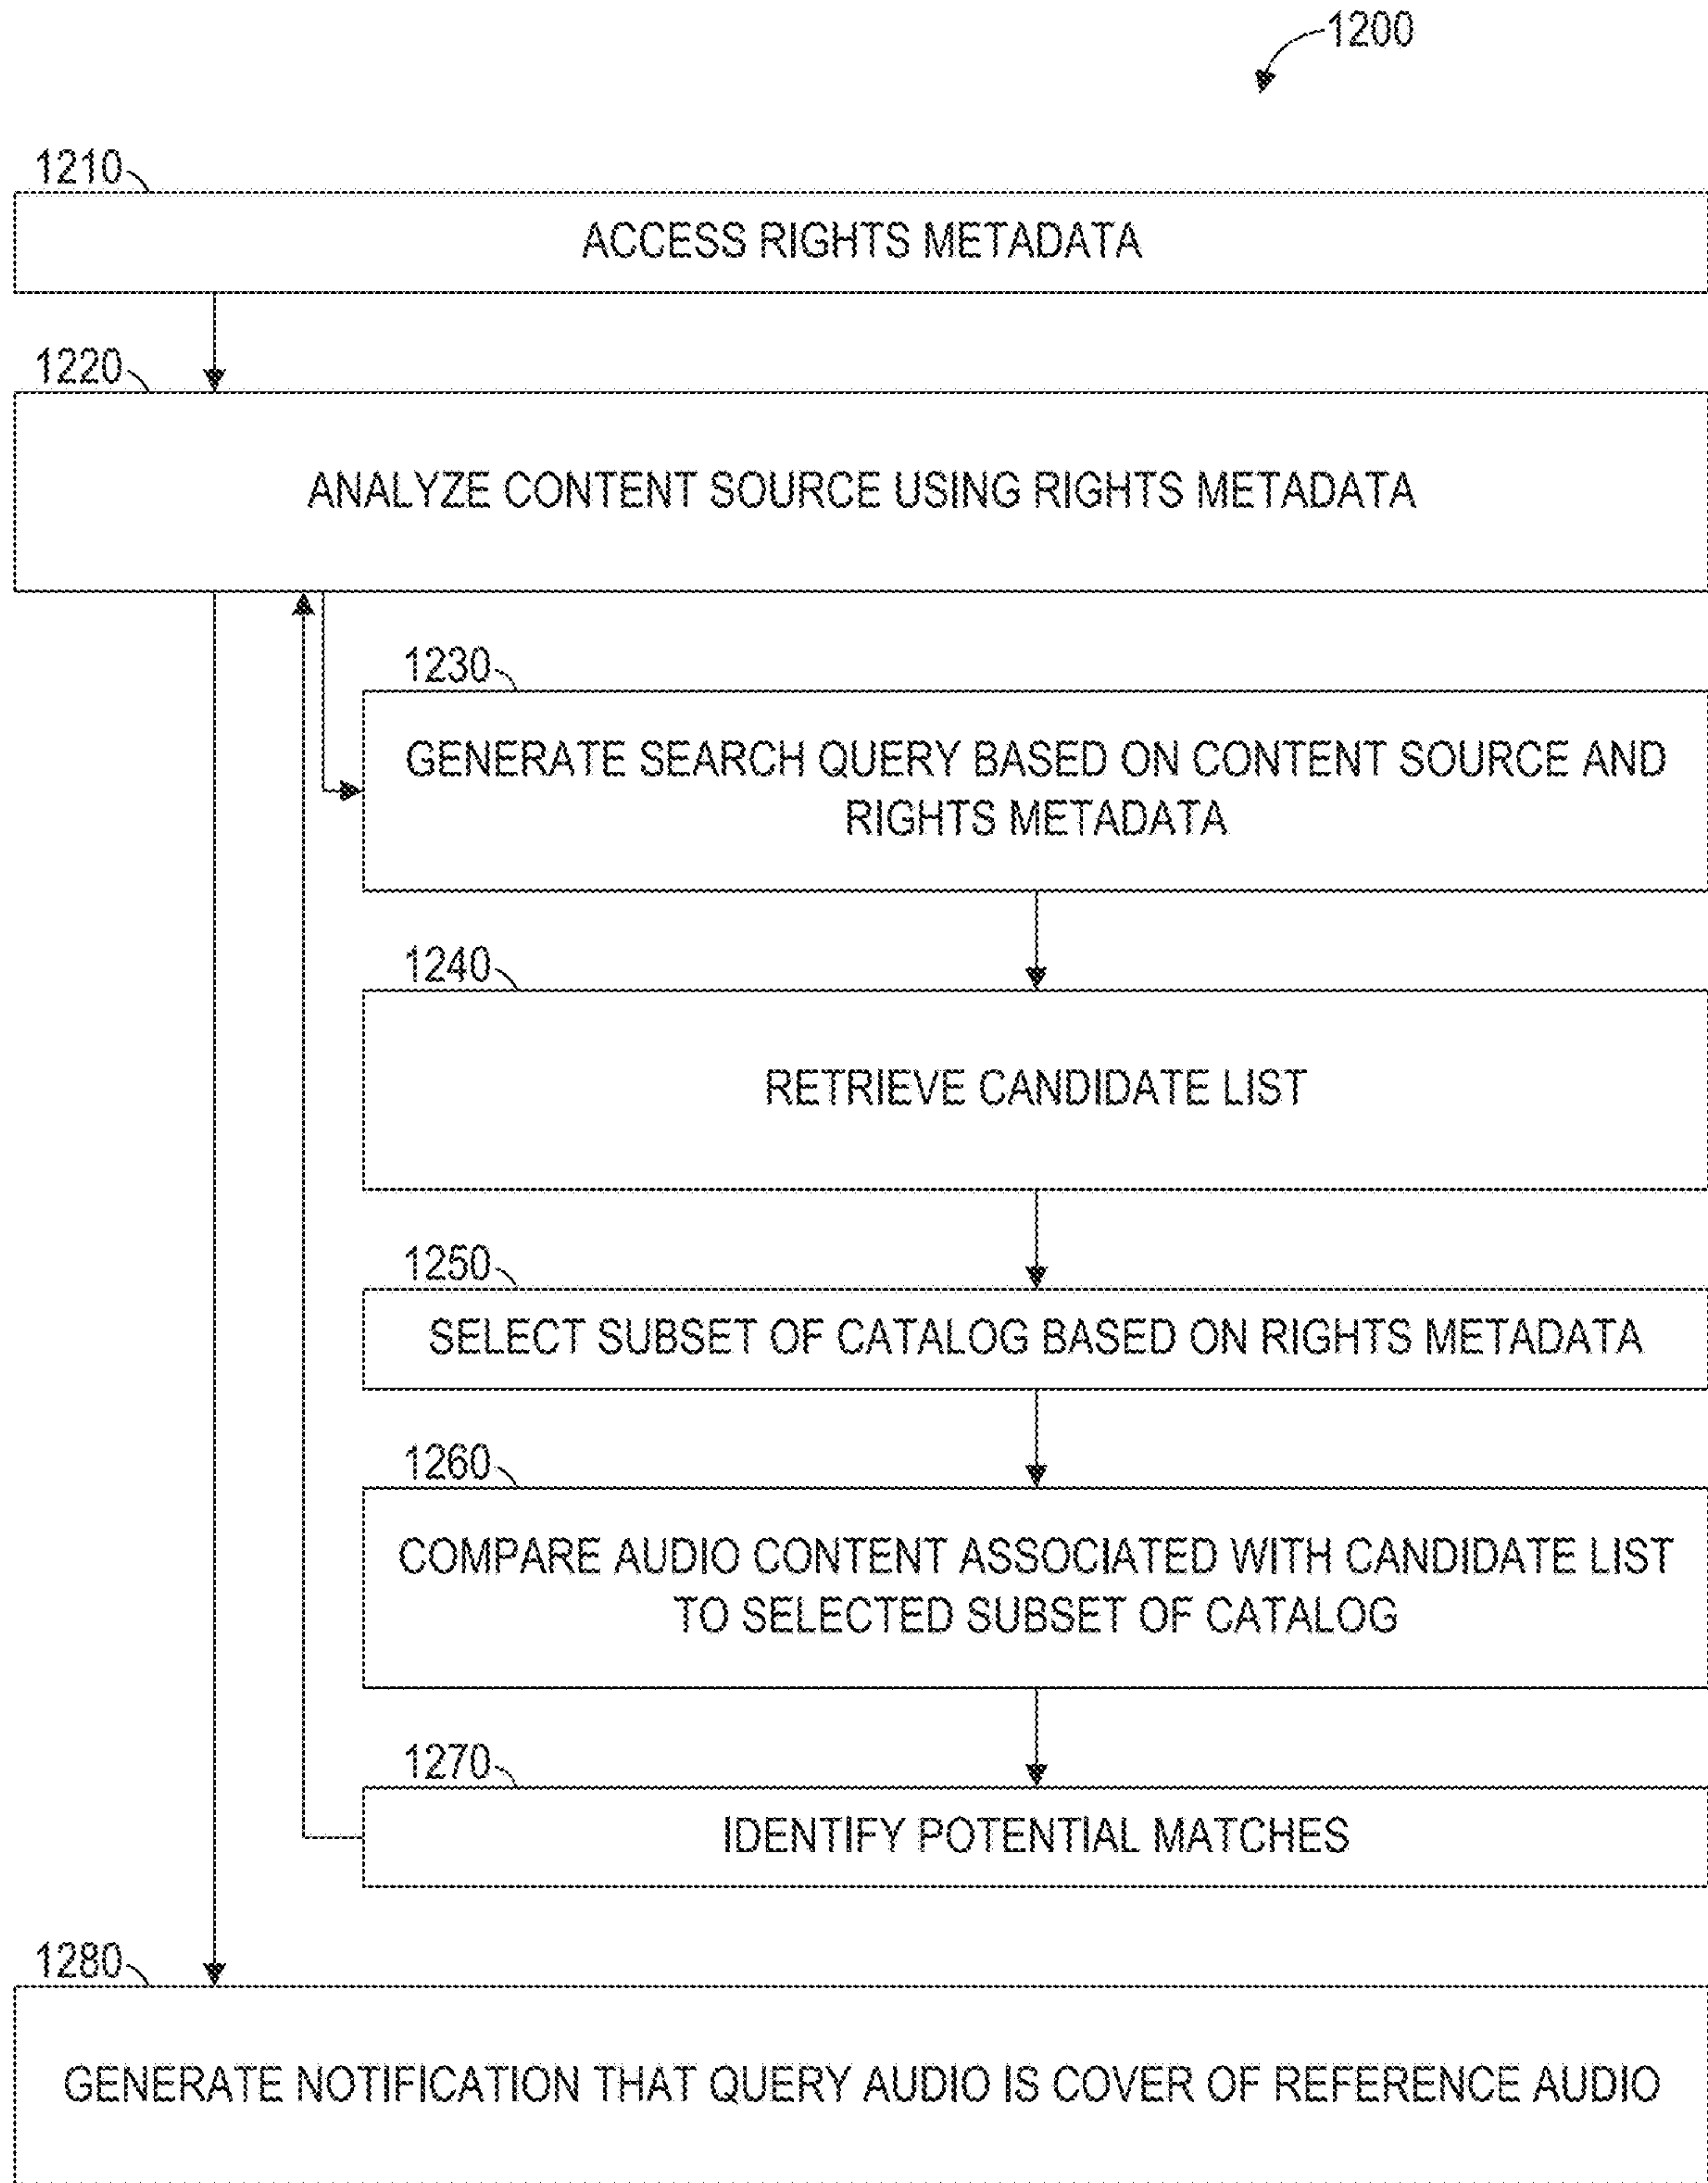 1200
1210
ACCESS RIGHTS METADATA
1220
ANALYZE CONTENT SOURCE USING RIGHTS METADATA
1230
GENERATE SEARCH QUERY BASED ON CONTENT SOURCE AND
RIGHTS METADATA
1240
RETRIEVE CANDIDATE LIST
1250
SELECT SUBSET OF CATALOG BASED ON RIGHTS METADATA
1260
COMPARE AUDIO CONTENT ASSOCIATED WITH CANDIDATE LIST
TO SELECTED SUBSET OF CATALOG
1270
IDENTIFY POTENTIAL MATCHES
1280
GENERATE NOTIFICATION THAT QUERY AUDIO IS COVER OF REFERENCE AUDIO